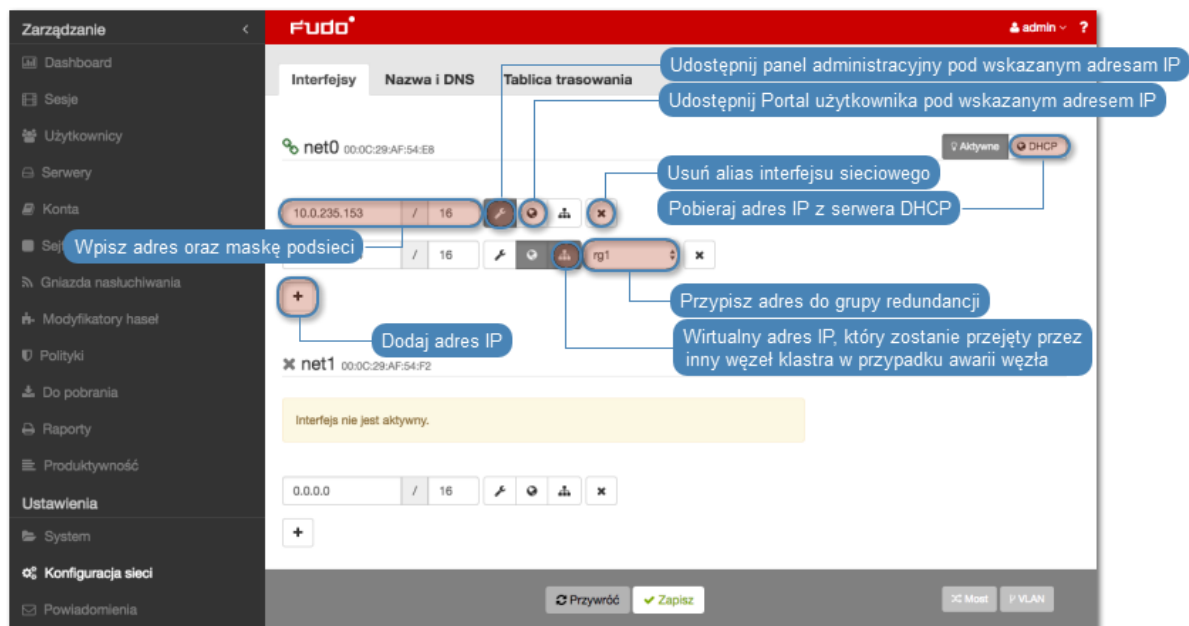 Zarządzanie <
Fudo
admin ?
Dashboard
Sesje
Użytkownicy
Serwery
Konta
Sej
Gniazda nasłuchiwania
Modyfikatory haseł
Polityki
Do pobrania
Raporty
Produktywność
Ustawienia
System
Konfiguracja sieci
Powiadomienia
Interfejsy Nazwa i DNS Tablica trasowania
Udostępnij panel administracyjny pod wskazanym adresam IP
Udostępnij Portal użytkownika pod wskazanym adresem IP
net0 00:0C:29:AF:54:E8
Aktywne DHCP
Usuń alias interfejsu sieciowego
10.0.235.153 / 16
Pobieraj adres IP z serwera DHCP
Wpisz adres oraz maskę podsieci
/ 16 rg1
+
Przypisz adres do grupy redundancji
Dodaj adres IP
Wirtualny adres IP, który zostanie przejęty przez
inny węzeł klastra w przypadku awarii węzła
net1 00:0C:29:AF:54:F2
Interfejs nie jest aktywny.
0.0.0.0 / 16
+
Przywróć Zapisz
Most VLAN